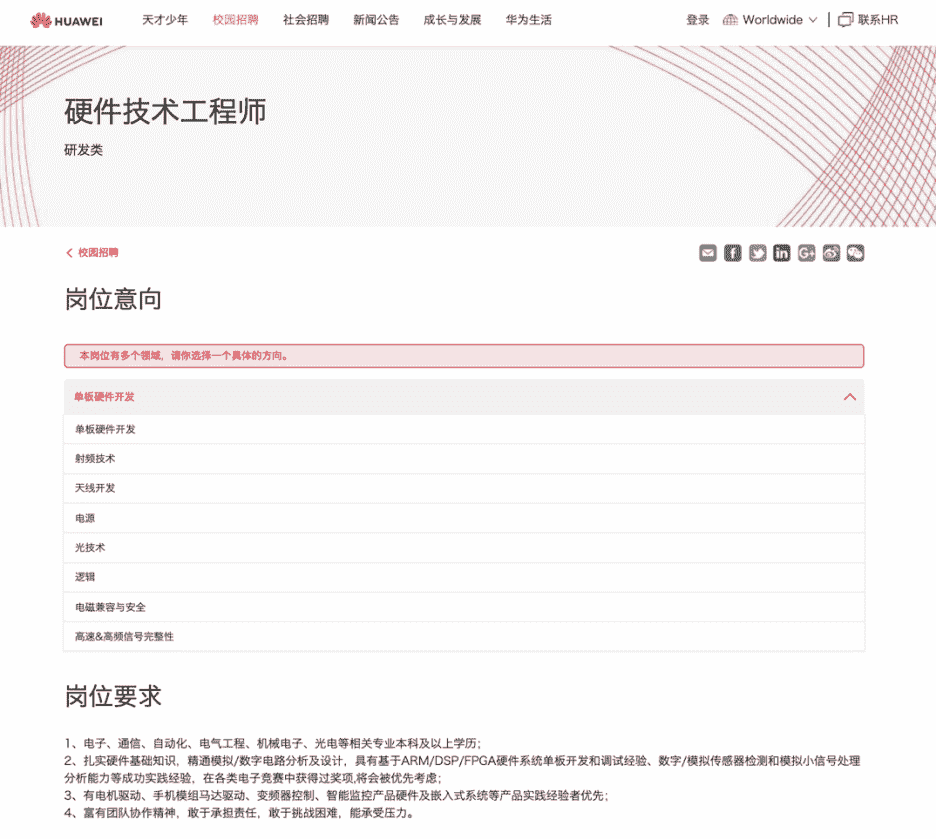 HUAWEI 天才少年 校园招聘 社会招聘 新闻公告 成长与发展 华为生活 登录 Worldwide 联系HR
硬件技术工程师
研发类
校园招聘
岗位意向
本岗位有多个领域，请你选择一个具体的方向。
单板硬件开发
单板硬件开发
射频技术
天线开发
电源
光技术
逻辑
电磁兼容与安全
高速&高频信号完整性
岗位要求
1、电子、通信、自动化、电气工程、机械电子、光电等相关专业本科及以上学历；
2、扎实硬件基础知识，精通模拟/数字电路分析及设计，具有基于ARM/DSP/FPGA硬件系统单板开发和调试经验、数字/模拟传感器检测和模拟小信号处理
分析能力等成功实践经验，在各类电子竞赛中获得过奖项,将会被优先考虑；
3、有电机驱动、手机模组马达驱动、变频器控制、智能监控产品硬件及嵌入式系统等产品实践经验者优先；
4、富有团队协作精神，敢于承担责任，敢于挑战困难，能承受压力。